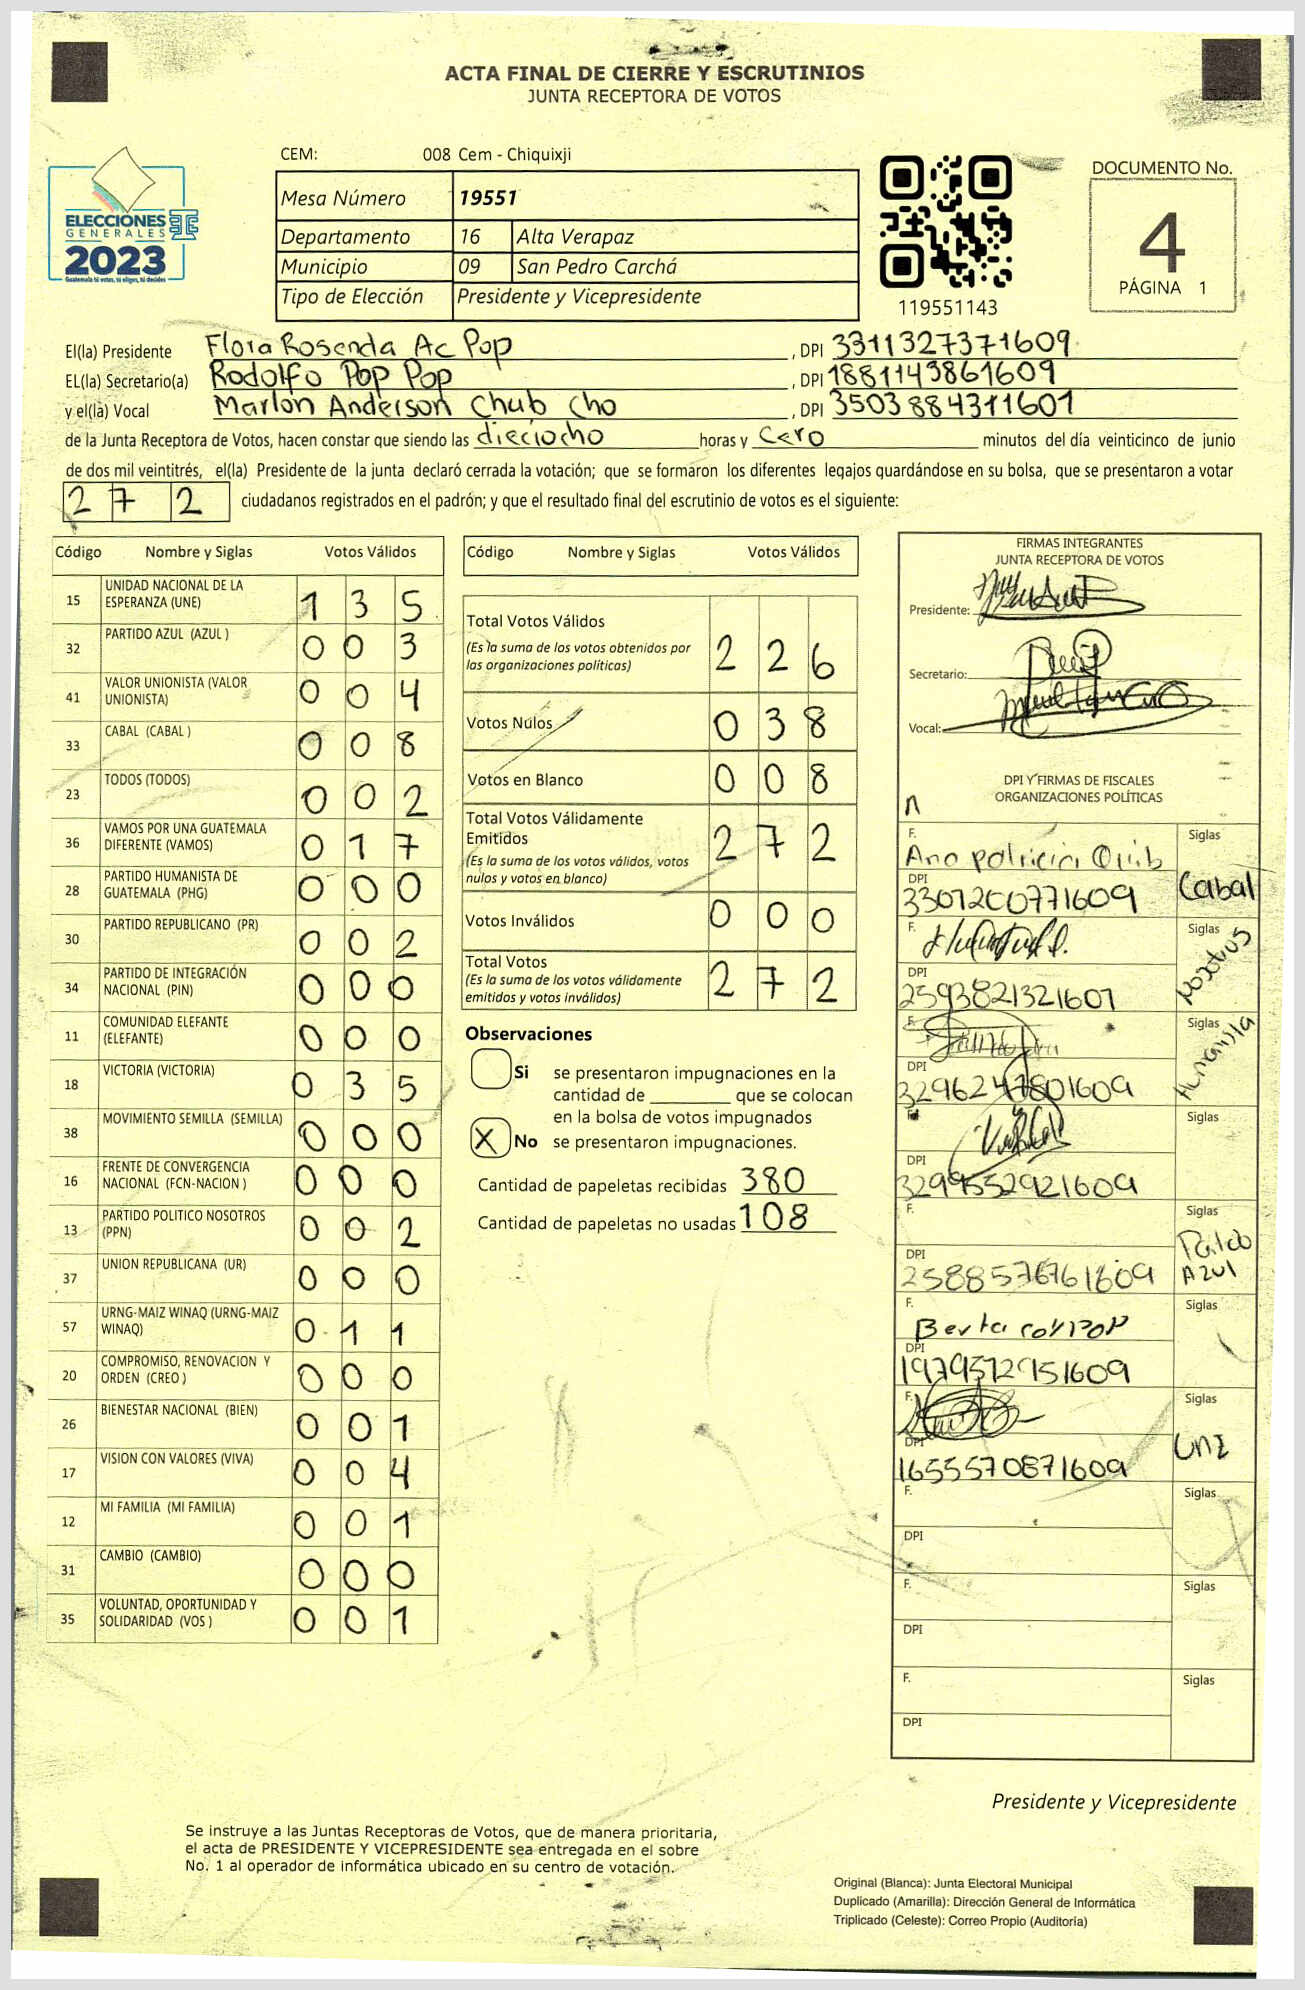 ACTA FINAL DE CIERRE Y ESCRUTINIOS
JUNTA RECEPTORA DE VOTOS
CEM: 008 Cem - Chiquixji
ELECCIONES
GENERALES
2023
Guatemala tú votas, tú eliges, tú decides
Mesa Número 19551
Departamento 16 Alta Verapaz
Municipio 09 San Pedro Carchá
Tipo de Elección Presidente y Vicepresidente
119551143
DOCUMENTO No.
4
PÁGINA 1
El(la) Presidente Flora Rosenda Ac Pop, DPI 3311327371609
EL(la) Secretario(a) Rodolfo Pop Pop, DPI 1881143861609
y el(la) Vocal Marlon Anderson Chub Cho, DPI 3503884311601
de la Junta Receptora de Votos, hacen constar que siendo las dieciocho horas y cero minutos del día veinticinco de junio
de dos mil veintitrés, el(la) Presidente de la junta declaró cerrada la votación; que se formaron los diferentes legajos quardándose en su bolsa, que se presentaron a votar
272 ciudadanos registrados en el padrón; y que el resultado final del escrutinio de votos es el siguiente:
Código Nombre y Siglas Votos Válidos
15 UNIDAD NACIONAL DE LA ESPERANZA (UNE) 1 3 5
32 PARTIDO AZUL (AZUL ) 0 0 3
41 VALOR UNIONISTA (VALOR UNIONISTA) 0 0 4
33 CABAL (CABAL ) 0 0 8
23 TODOS (TODOS) 0 0 2
36 VAMOS POR UNA GUATEMALA DIFERENTE (VAMOS) 0 1 7
28 PARTIDO HUMANISTA DE GUATEMALA (PHG) 0 0 0
30 PARTIDO REPUBLICANO (PR) 0 0 2
34 PARTIDO DE INTEGRACIÓN NACIONAL (PIN) 0 0 0
11 COMUNIDAD ELEFANTE (ELEFANTE) 0 0 0
18 VICTORIA (VICTORIA) 0 3 5
38 MOVIMIENTO SEMILLA (SEMILLA) 0 0 0
16 FRENTE DE CONVERGENCIA NACIONAL (FCN-NACION ) 0 0 0
13 PARTIDO POLITICO NOSOTROS (PPN) 0 0 2
37 UNION REPUBLICANA (UR) 0 0 0
57 URNG-MAIZ WINAQ (URNG-MAIZ WINAQ) 0 1 1
20 COMPROMISO, RENOVACION Y ORDEN (CREO ) 0 0 0
26 BIENESTAR NACIONAL (BIEN) 0 0 1
17 VISION CON VALORES (VIVA) 0 0 4
12 MI FAMILIA (MI FAMILIA) 0 0 1
31 CAMBIO (CAMBIO) 0 0 0
35 VOLUNTAD, OPORTUNIDAD Y SOLIDARIDAD (VOS ) 0 0 1
Código Nombre y Siglas Votos Válidos
Total Votos Válidos 2 2 6
(Es la suma de los votos obtenidos por
las organizaciones políticas)
Votos Nulos 0 3 8
Votos en Blanco 0 0 8
Total Votos Válidamente
Emitidos 2 7 2
(Es la suma de los votos válidos, votos
nulos y votos en blanco)
Votos Inválidos 0 0 0
Total Votos 2 7 2
(Es la suma de los votos válidamente
emitidos y votos inválidos)
Observaciones
Si se presentaron impugnaciones en la
cantidad de ________ que se colocan
en la bolsa de votos impugnados
X No se presentaron impugnaciones.
Cantidad de papeletas recibidas 380
Cantidad de papeletas no usadas 108
FIRMAS INTEGRANTES
JUNTA RECEPTORA DE VOTOS
Presidente:
Secretario:
Vocal:
DPI Y FIRMAS DE FISCALES
ORGANIZACIONES POLÍTICAS
F. Ana patricia Siglas
DPI 3307200771609 Cabal
F. Siglas
DPI 2593821321607 Nosotros
F. Siglas
DPI 3296247801609 Humanista
F. Siglas
DPI 3299552921609
F. Siglas
DPI 2588576761609 Partido Azul
F. Berta Siglas
DPI 1979572951609
F. Siglas
DPI 1655570871609 UNE
F. Siglas
DPI
F. Siglas
DPI
F. Siglas
DPI
Presidente y Vicepresidente
Se instruye a las Juntas Receptoras de Votos, que de manera prioritaria,
el acta de PRESIDENTE Y VICEPRESIDENTE sea entregada en el sobre
No. 1 al operador de informática ubicado en su centro de votación.
Original (Blanca): Junta Electoral Municipal
Duplicado (Amarilla): Dirección General de Informática
Triplicado (Celeste): Correo Propio (Auditoría)